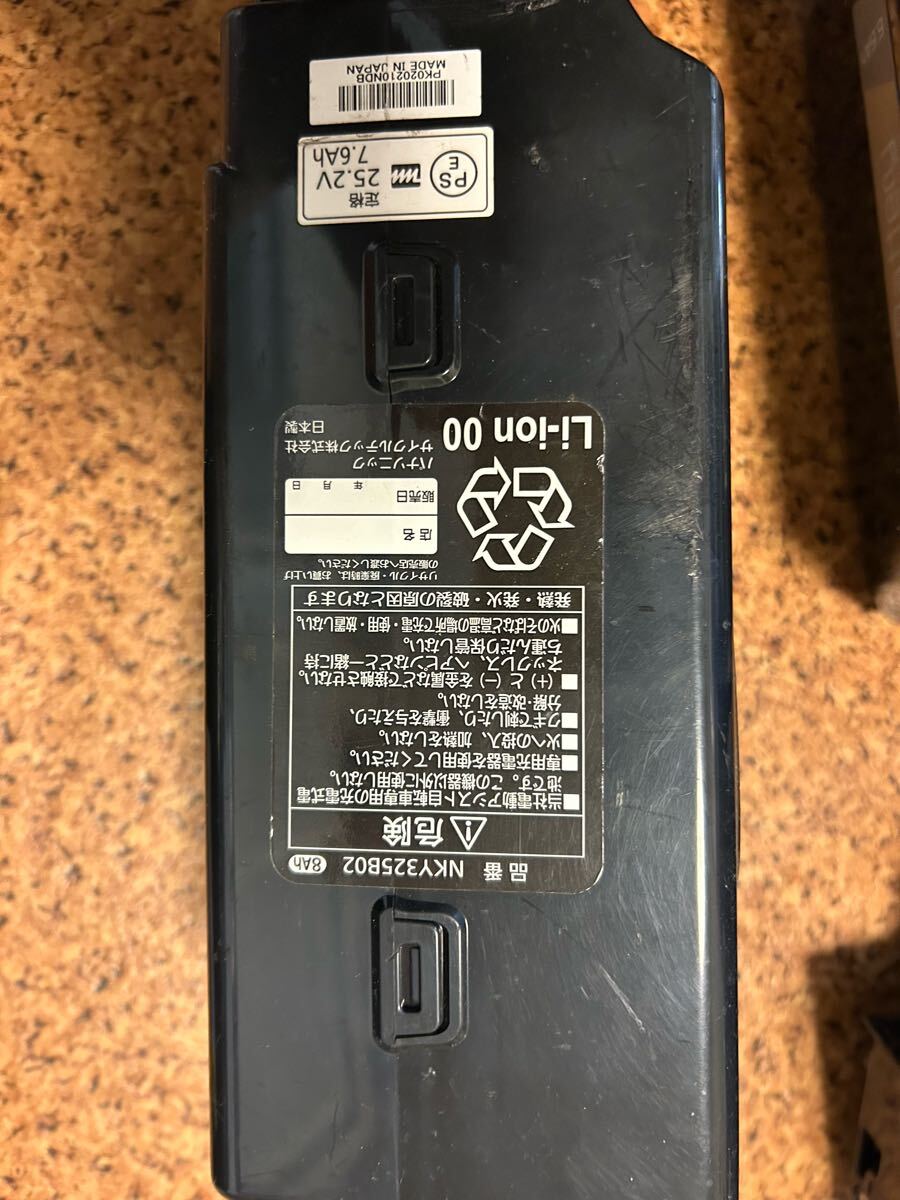 品番 NKY325B02 8Ah
危険
■当社電動アシスト自転車専用の充電式電
池です。この機器以外に使用しない。
■専用充電器を使用してください。
■火への投入、加熱をしない。
■クギで刺したり、衝撃を与えたり、
分解・改造をしない。
■(+)と(−)を金属などで接触させない。
ネックレス、ヘアピンなどと一緒に持
ち運んだり保管しない。
■火のそばなど高温の場所で充電・使用・放置しない。
発熱・発火・破裂の原因となります
リサイクル・廃棄時は、お買い上げ
の販売店へお渡しください。
店名
販売日
年 月 日
Li-ion 00
パナソニック
サイクルテック株式会社
日本製
定格
PS E 25.2V
7.6Ah
PK020210NDB
MADE IN JAPAN